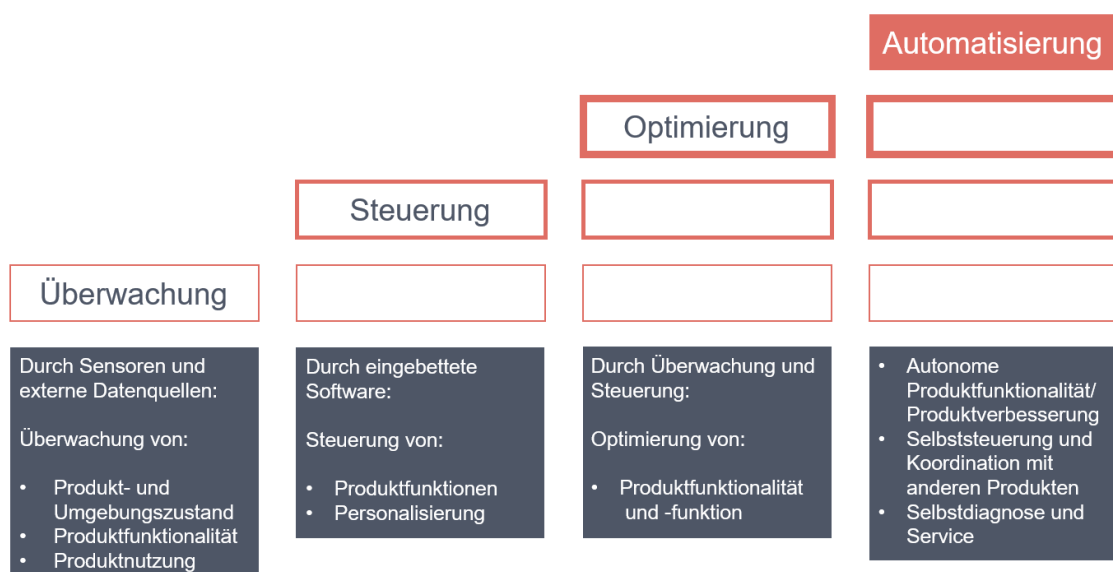 Automatisierung
Optimierung
Steuerung
Überwachung
Durch Sensoren und
externe Datenquellen:
Überwachung von:
• Produkt- und
Umgebungszustand
• Produktfunktionalität
• Produktnutzung
Durch eingebettete
Software:
Steuerung von:
• Produktfunktionen
• Personalisierung
Durch Überwachung und
Steuerung:
Optimierung von:
• Produktfunktionalität
und -funktion
• Autonome
Produktfunktionalität/
Produktverbesserung
• Selbststeuerung und
Koordination mit
anderen Produkten
• Selbstdiagnose und
Service